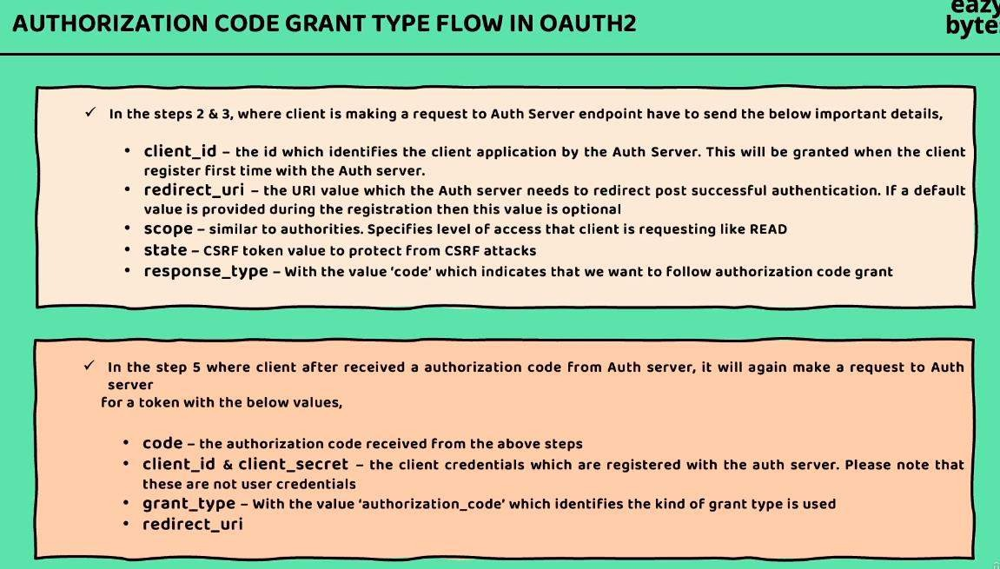 AUTHORIZATION CODE GRANT TYPE FLOW IN OAUTH2
eazy
bytes
✓ In the steps 2 & 3, where client is making a request to Auth Server endpoint have to send the below important details,
• client_id – the id which identifies the client application by the Auth Server. This will be granted when the client
register first time with the Auth server.
• redirect_uri – the URI value which the Auth server needs to redirect post successful authentication. If a default
value is provided during the registration then this value is optional
• scope – similar to authorities. Specifies level of access that client is requesting like READ
• state – CSRF token value to protect from CSRF attacks
• response_type – With the value ‘code’ which indicates that we want to follow authorization code grant
✓ In the step 5 where client after received a authorization code from Auth server, it will again make a request to Auth
server
for a token with the below values,
• code – the authorization code received from the above steps
• client_id & client_secret – the client credentials which are registered with the auth server. Please note that
these are not user credentials
• grant_type – With the value ‘authorization_code’ which identifies the kind of grant type is used
• redirect_uri